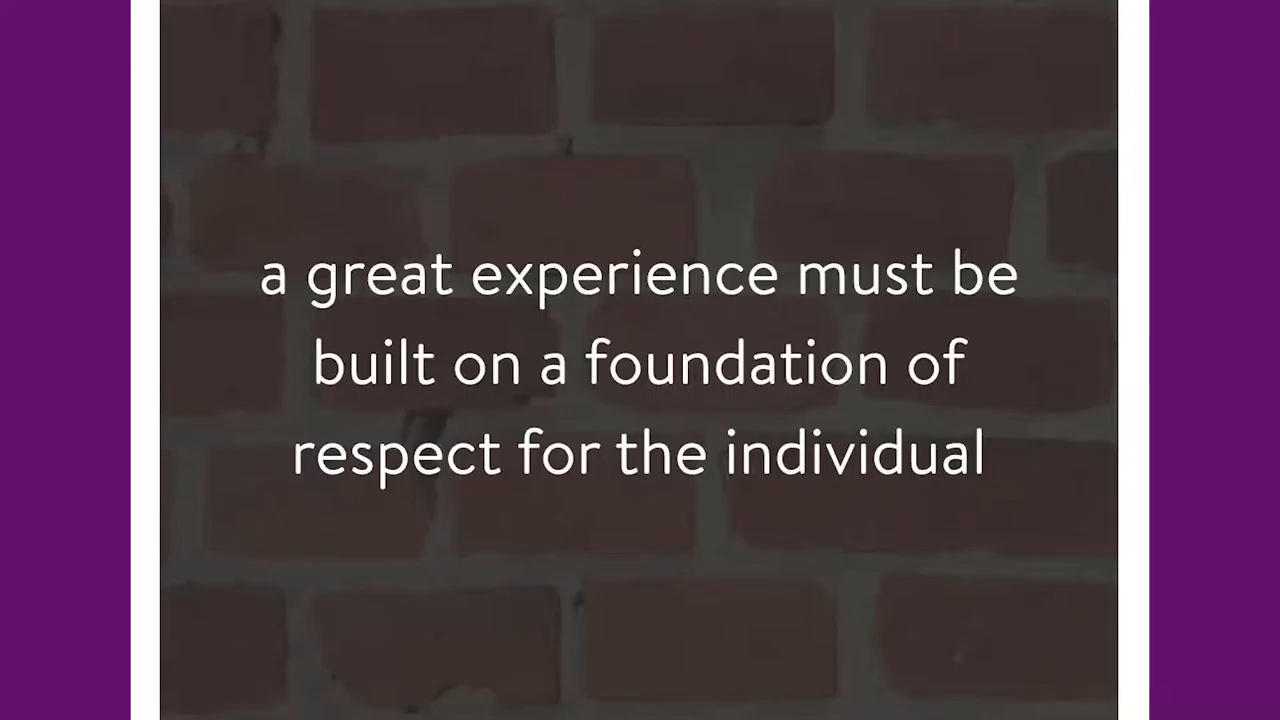 a great experience must be
built on a foundation of
respect for the individual